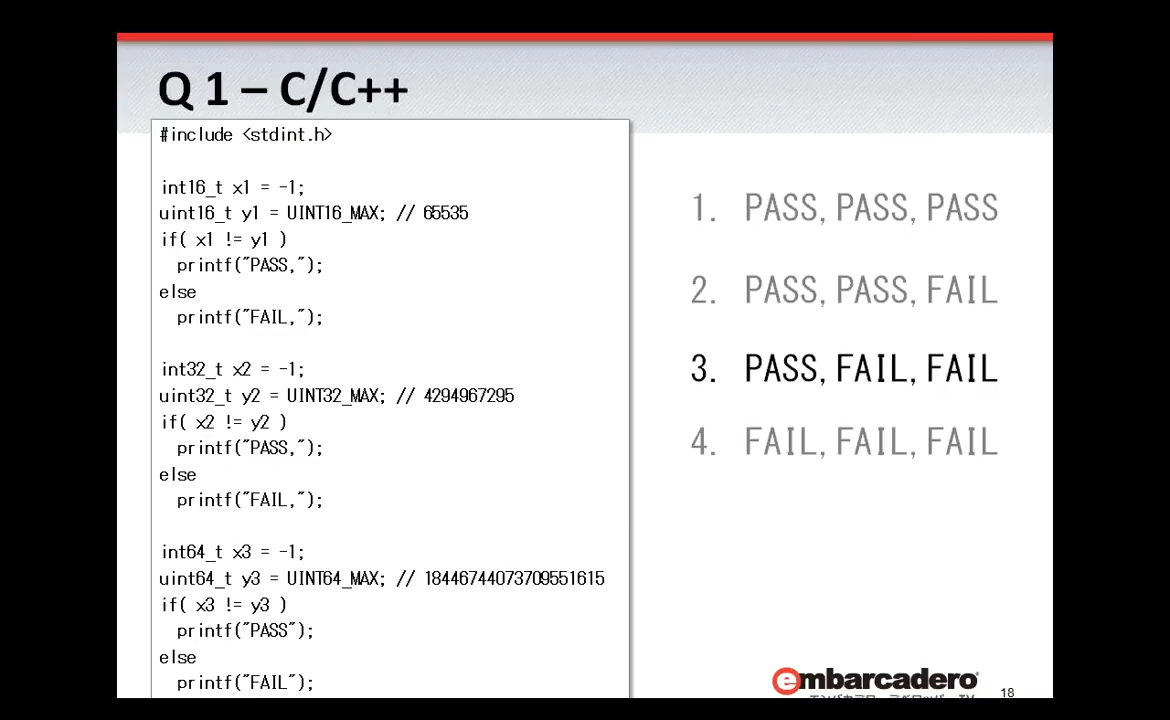 Q 1 – C/C++
#include <stdint.h>
int16_t x1 = -1;
uint16_t y1 = UINT16_MAX; // 65535
if( x1 != y1 )
printf("PASS,");
else
printf("FAIL,");
int32_t x2 = -1;
uint32_t y2 = UINT32_MAX; // 4294967295
if( x2 != y2 )
printf("PASS,");
else
printf("FAIL,");
int64_t x3 = -1;
uint64_t y3 = UINT64_MAX; // 18446744073709551615
if( x3 != y3 )
printf("PASS");
else
printf("FAIL");
1. PASS, PASS, PASS
2. PASS, PASS, FAIL
3. PASS, FAIL, FAIL
4. FAIL, FAIL, FAIL
embarcadero
18